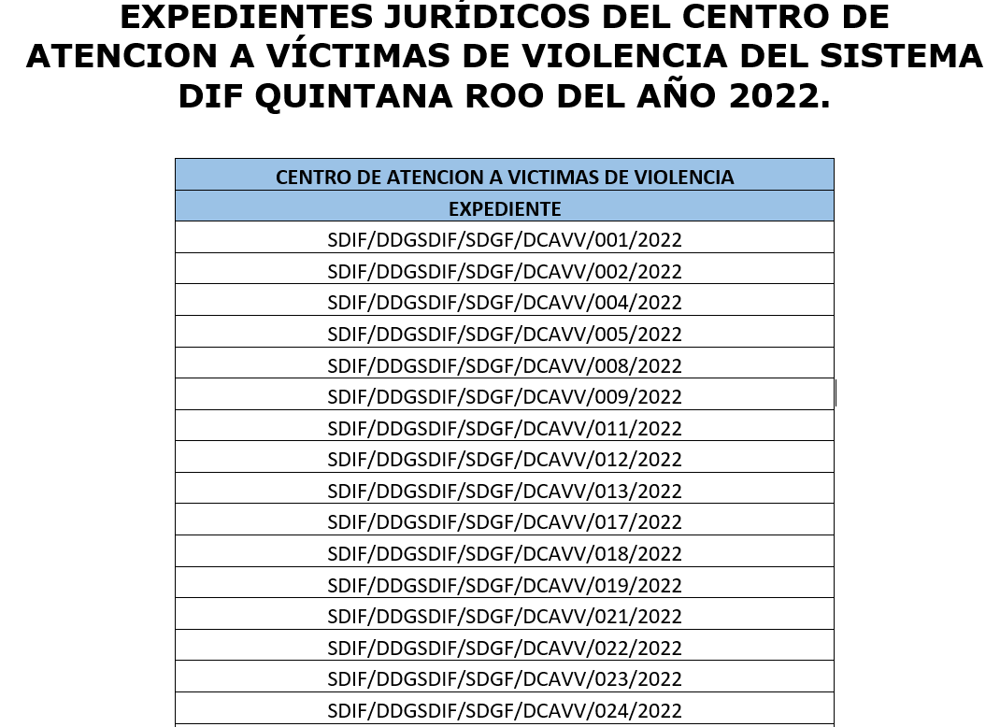 EXPEDIENTES JURÍDICOS DEL CENTRO DE
ATENCION A VÍCTIMAS DE VIOLENCIA DEL SISTEMA
DIF QUINTANA ROO DEL AÑO 2022.
CENTRO DE ATENCION A VICTIMAS DE VIOLENCIA
EXPEDIENTE
SDIF/DDGSDIF/SDGF/DCAVV/001/2022
SDIF/DDGSDIF/SDGF/DCAVV/002/2022
SDIF/DDGSDIF/SDGF/DCAVV/004/2022
SDIF/DDGSDIF/SDGF/DCAVV/005/2022
SDIF/DDGSDIF/SDGF/DCAVV/008/2022
SDIF/DDGSDIF/SDGF/DCAVV/009/2022
SDIF/DDGSDIF/SDGF/DCAVV/011/2022
SDIF/DDGSDIF/SDGF/DCAVV/012/2022
SDIF/DDGSDIF/SDGF/DCAVV/013/2022
SDIF/DDGSDIF/SDGF/DCAVV/017/2022
SDIF/DDGSDIF/SDGF/DCAVV/018/2022
SDIF/DDGSDIF/SDGF/DCAVV/019/2022
SDIF/DDGSDIF/SDGF/DCAVV/021/2022
SDIF/DDGSDIF/SDGF/DCAVV/022/2022
SDIF/DDGSDIF/SDGF/DCAVV/023/2022
SDIF/DDGSDIF/SDGF/DCAVV/024/2022